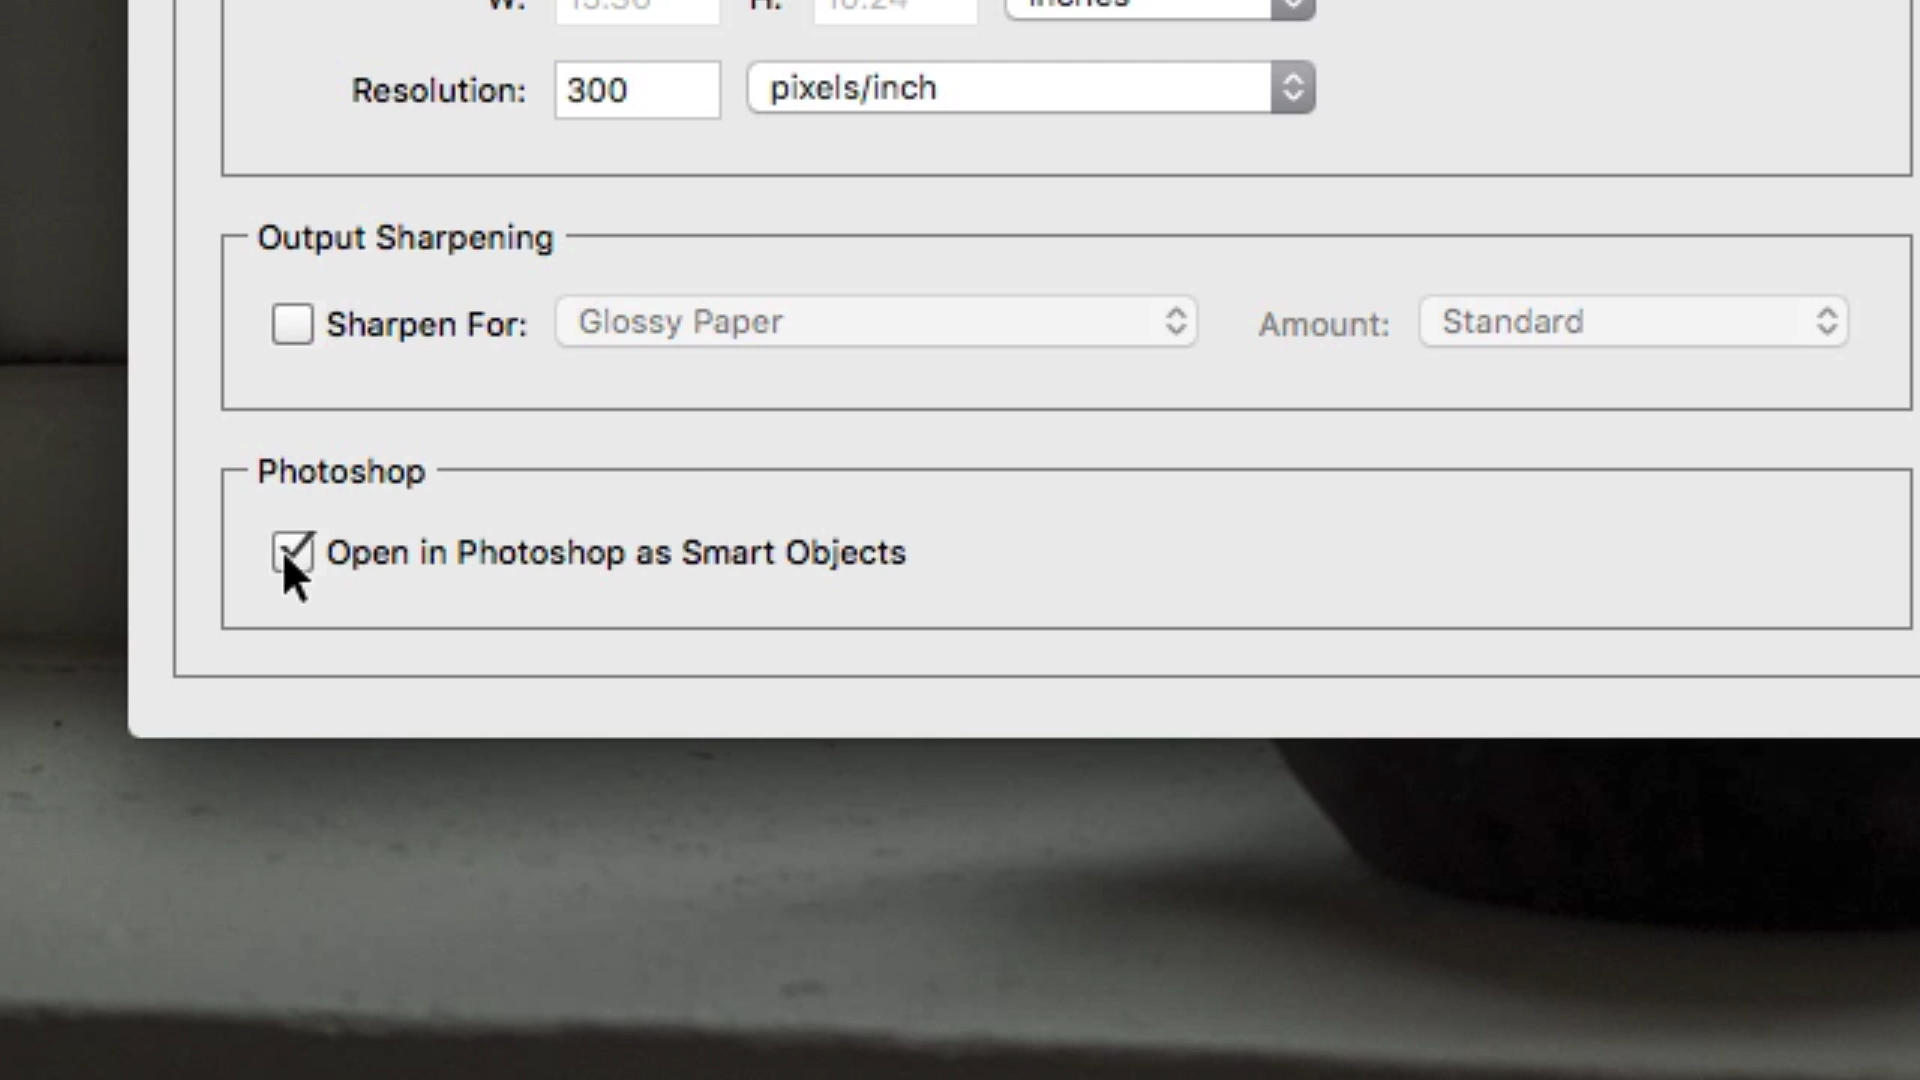 W: H: inches
Resolution: 300 pixels/inch
Output Sharpening
Sharpen For: Glossy Paper Amount: Standard
Photoshop
Open in Photoshop as Smart Objects